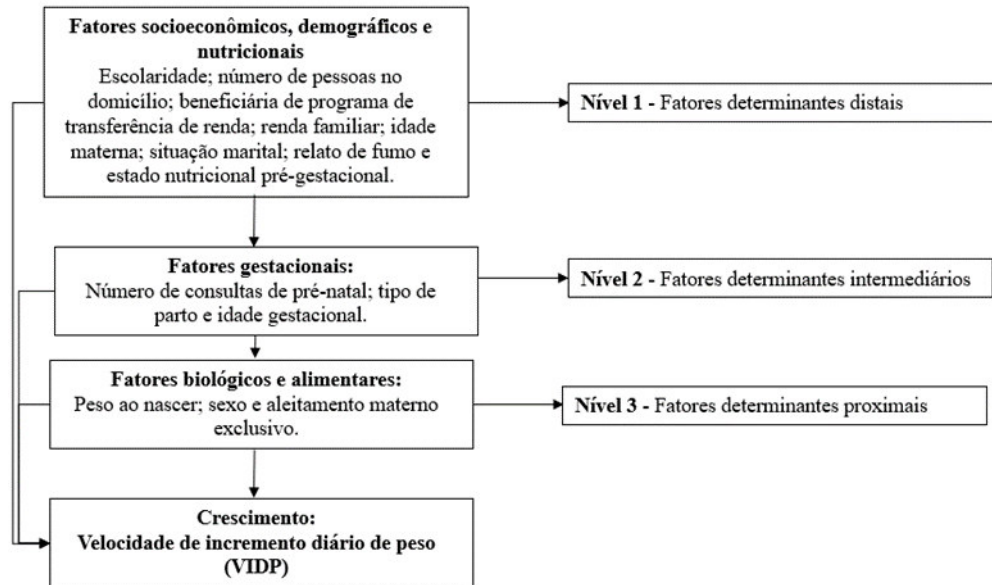 Fatores socioeconômicos, demográficos e
nutricionais
Escolaridade; número de pessoas no
domicílio; beneficiária de programa de
transferência de renda; renda familiar; idade
materna; situação marital; relato de fumo e
estado nutricional pré-gestacional.
Nível 1 - Fatores determinantes distais
Fatores gestacionais:
Número de consultas de pré-natal; tipo de
parto e idade gestacional.
Nível 2 - Fatores determinantes intermediários
Fatores biológicos e alimentares:
Peso ao nascer; sexo e aleitamento materno
exclusivo.
Nível 3 - Fatores determinantes proximais
Crescimento:
Velocidade de incremento diário de peso
(VIDP)